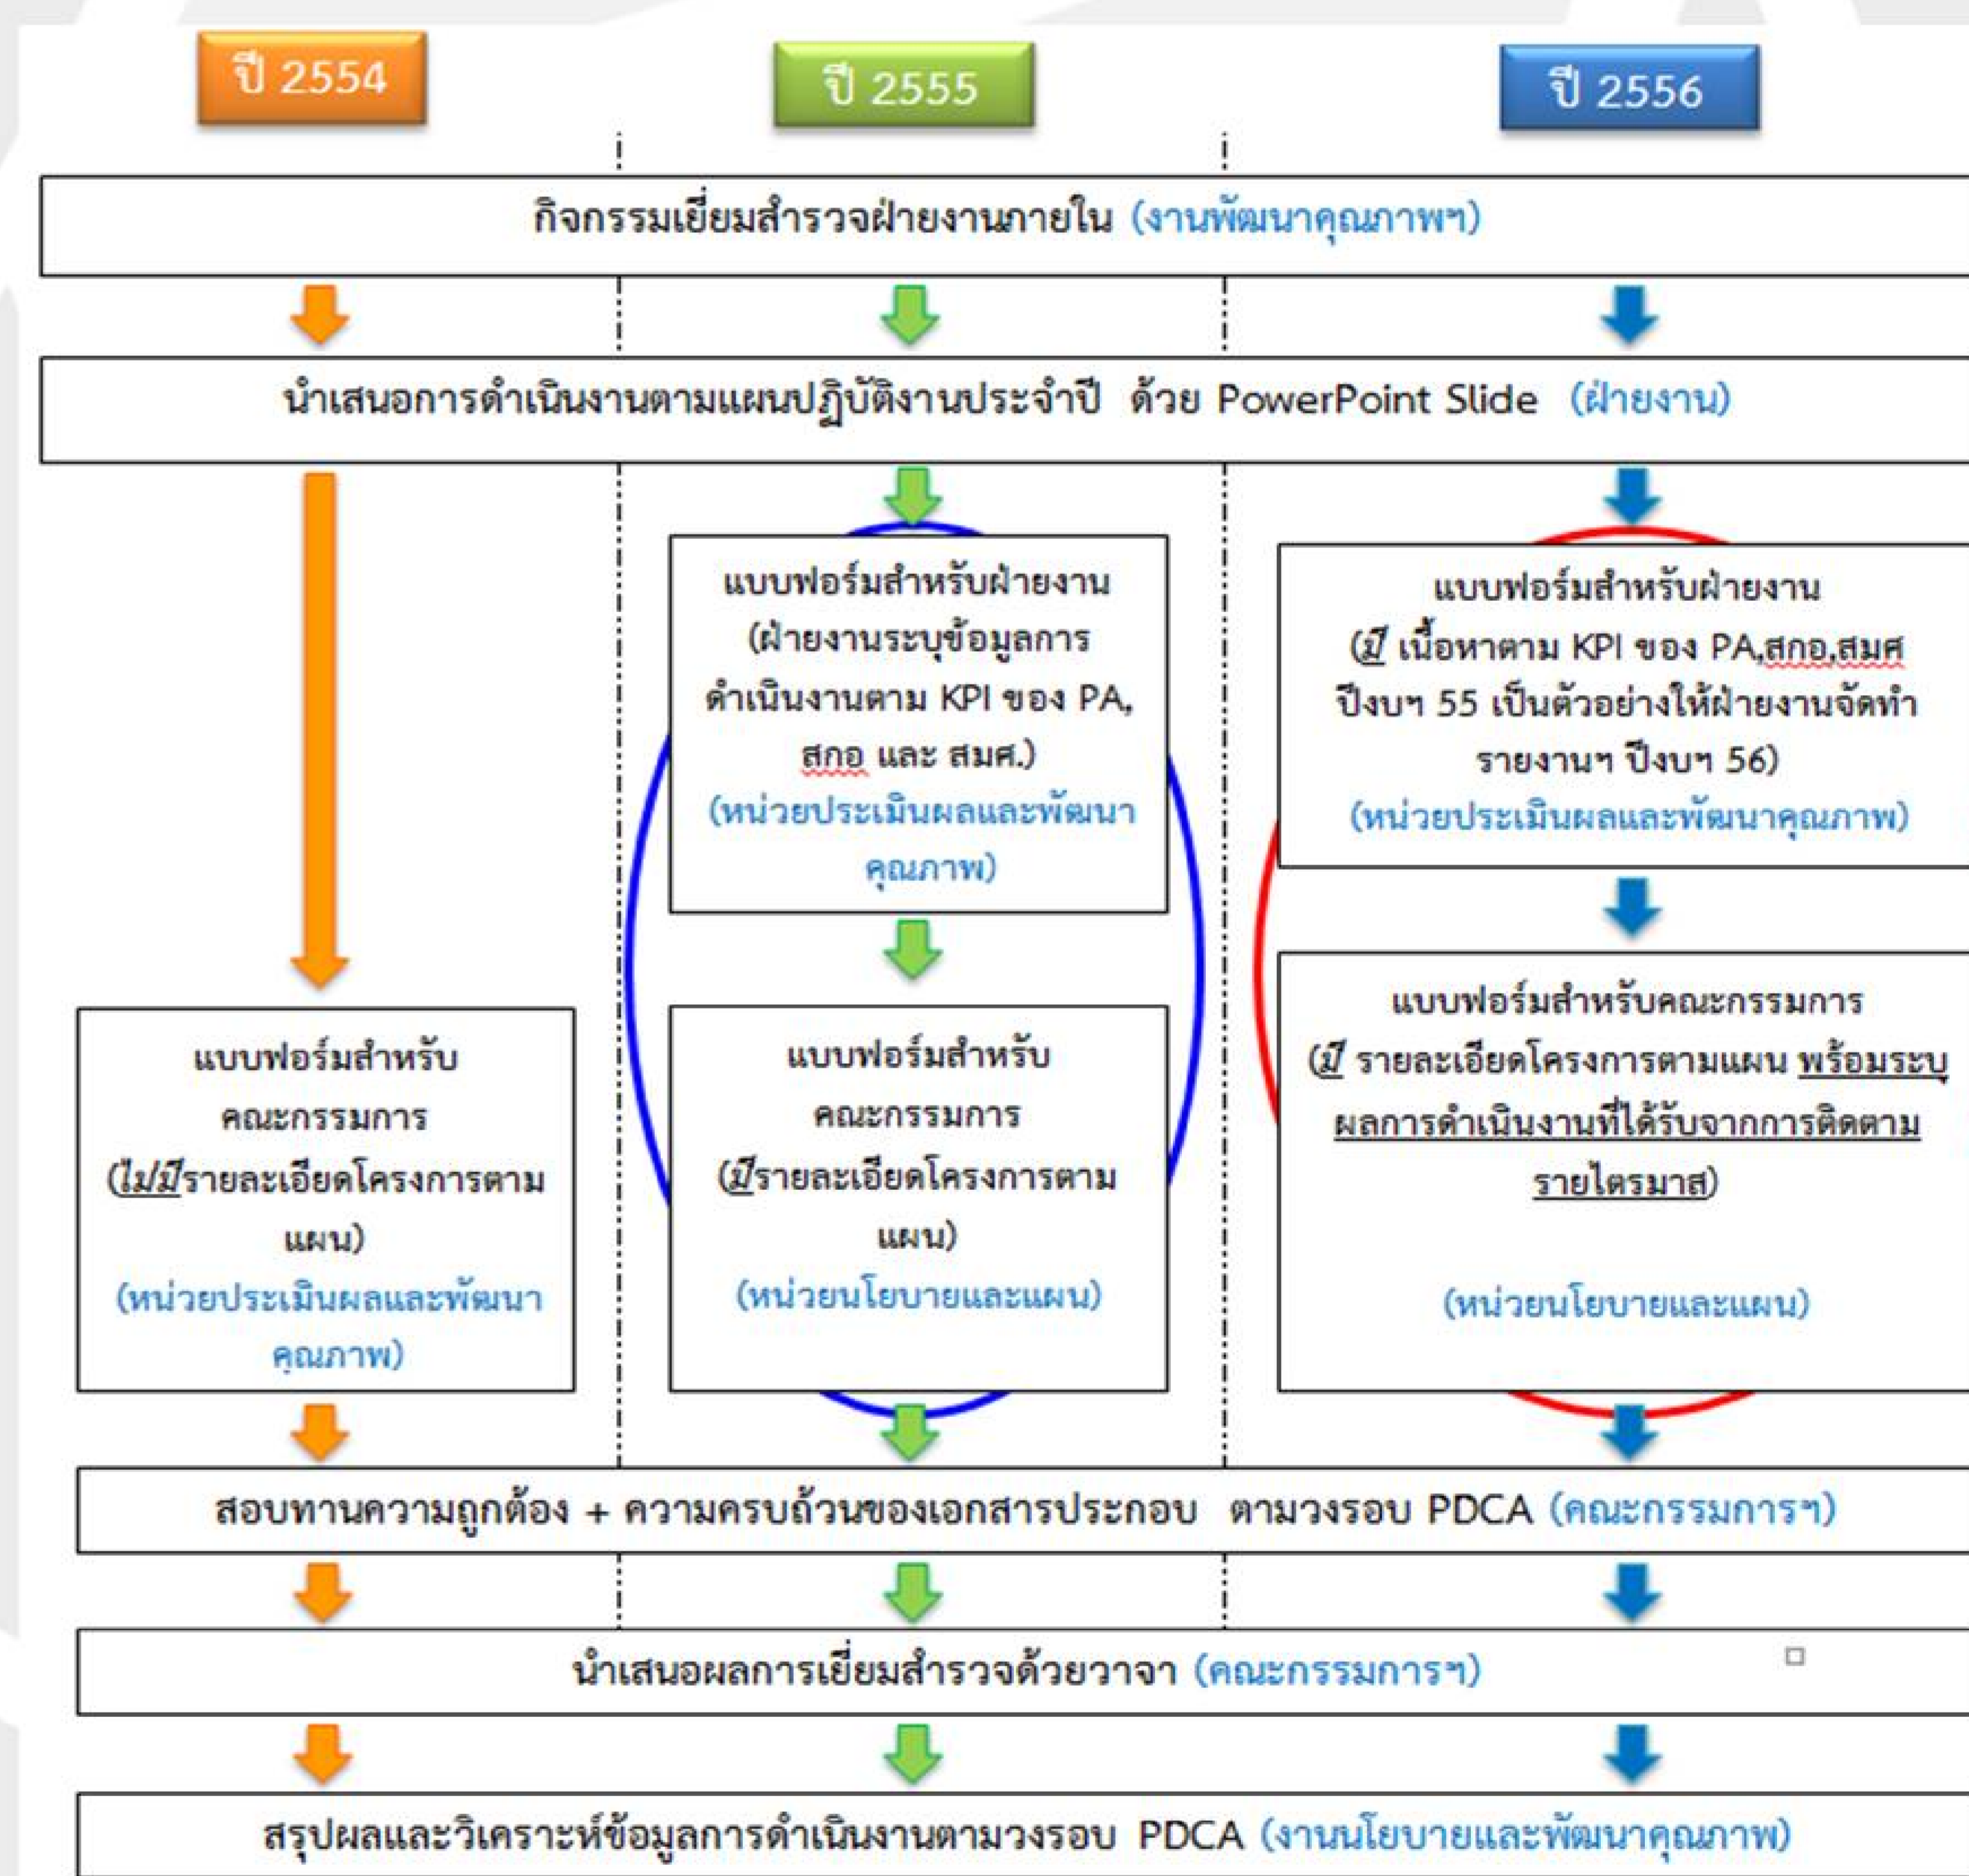 ปี 2554
ปี 2555
ปี 2556
กิจกรรมเยี่ยมสำรวจฝ่ายงานภายใน (งานพัฒนาคุณภาพฯ)
นำเสนอการดำเนินงานตามแผนปฏิบัติงานประจำปี ด้วย PowerPoint Slide (ฝ่ายงาน)
แบบฟอร์มสำหรับ
คณะกรรมการ
(ไม่มีรายละเอียดโครงการตาม
แผน)
(หน่วยประเมินผลและพัฒนา
คุณภาพ)
แบบฟอร์มสำหรับฝ่ายงาน
(ฝ่ายงานระบุข้อมูลการ
ดำเนินงานตาม KPI ของ PA,
สกอ และ สมศ.)
(หน่วยประเมินผลและพัฒนา
คุณภาพ)
แบบฟอร์มสำหรับ
คณะกรรมการ
(มีรายละเอียดโครงการตาม
แผน)
(หน่วยนโยบายและแผน)
แบบฟอร์มสำหรับฝ่ายงาน
(มี เนื้อหาตาม KPI ของ PA,สกอ,สมศ
ปีงบฯ 55 เป็นตัวอย่างให้ฝ่ายงานจัดทำ
รายงานฯ ปีงบฯ 56)
(หน่วยประเมินผลและพัฒนาคุณภาพ)
แบบฟอร์มสำหรับคณะกรรมการ
(มี รายละเอียดโครงการตามแผน พร้อมระบุ
ผลการดำเนินงานที่ได้รับจากการติดตาม
รายไตรมาส)
(หน่วยนโยบายและแผน)
สอบทานความถูกต้อง + ความครบถ้วนของเอกสารประกอบ ตามวงรอบ PDCA (คณะกรรมการฯ)
นำเสนอผลการเยี่ยมสำรวจด้วยวาจา (คณะกรรมการฯ)
สรุปผลและวิเคราะห์ข้อมูลการดำเนินงานตามวงรอบ PDCA (งานนโยบายและพัฒนาคุณภาพ)